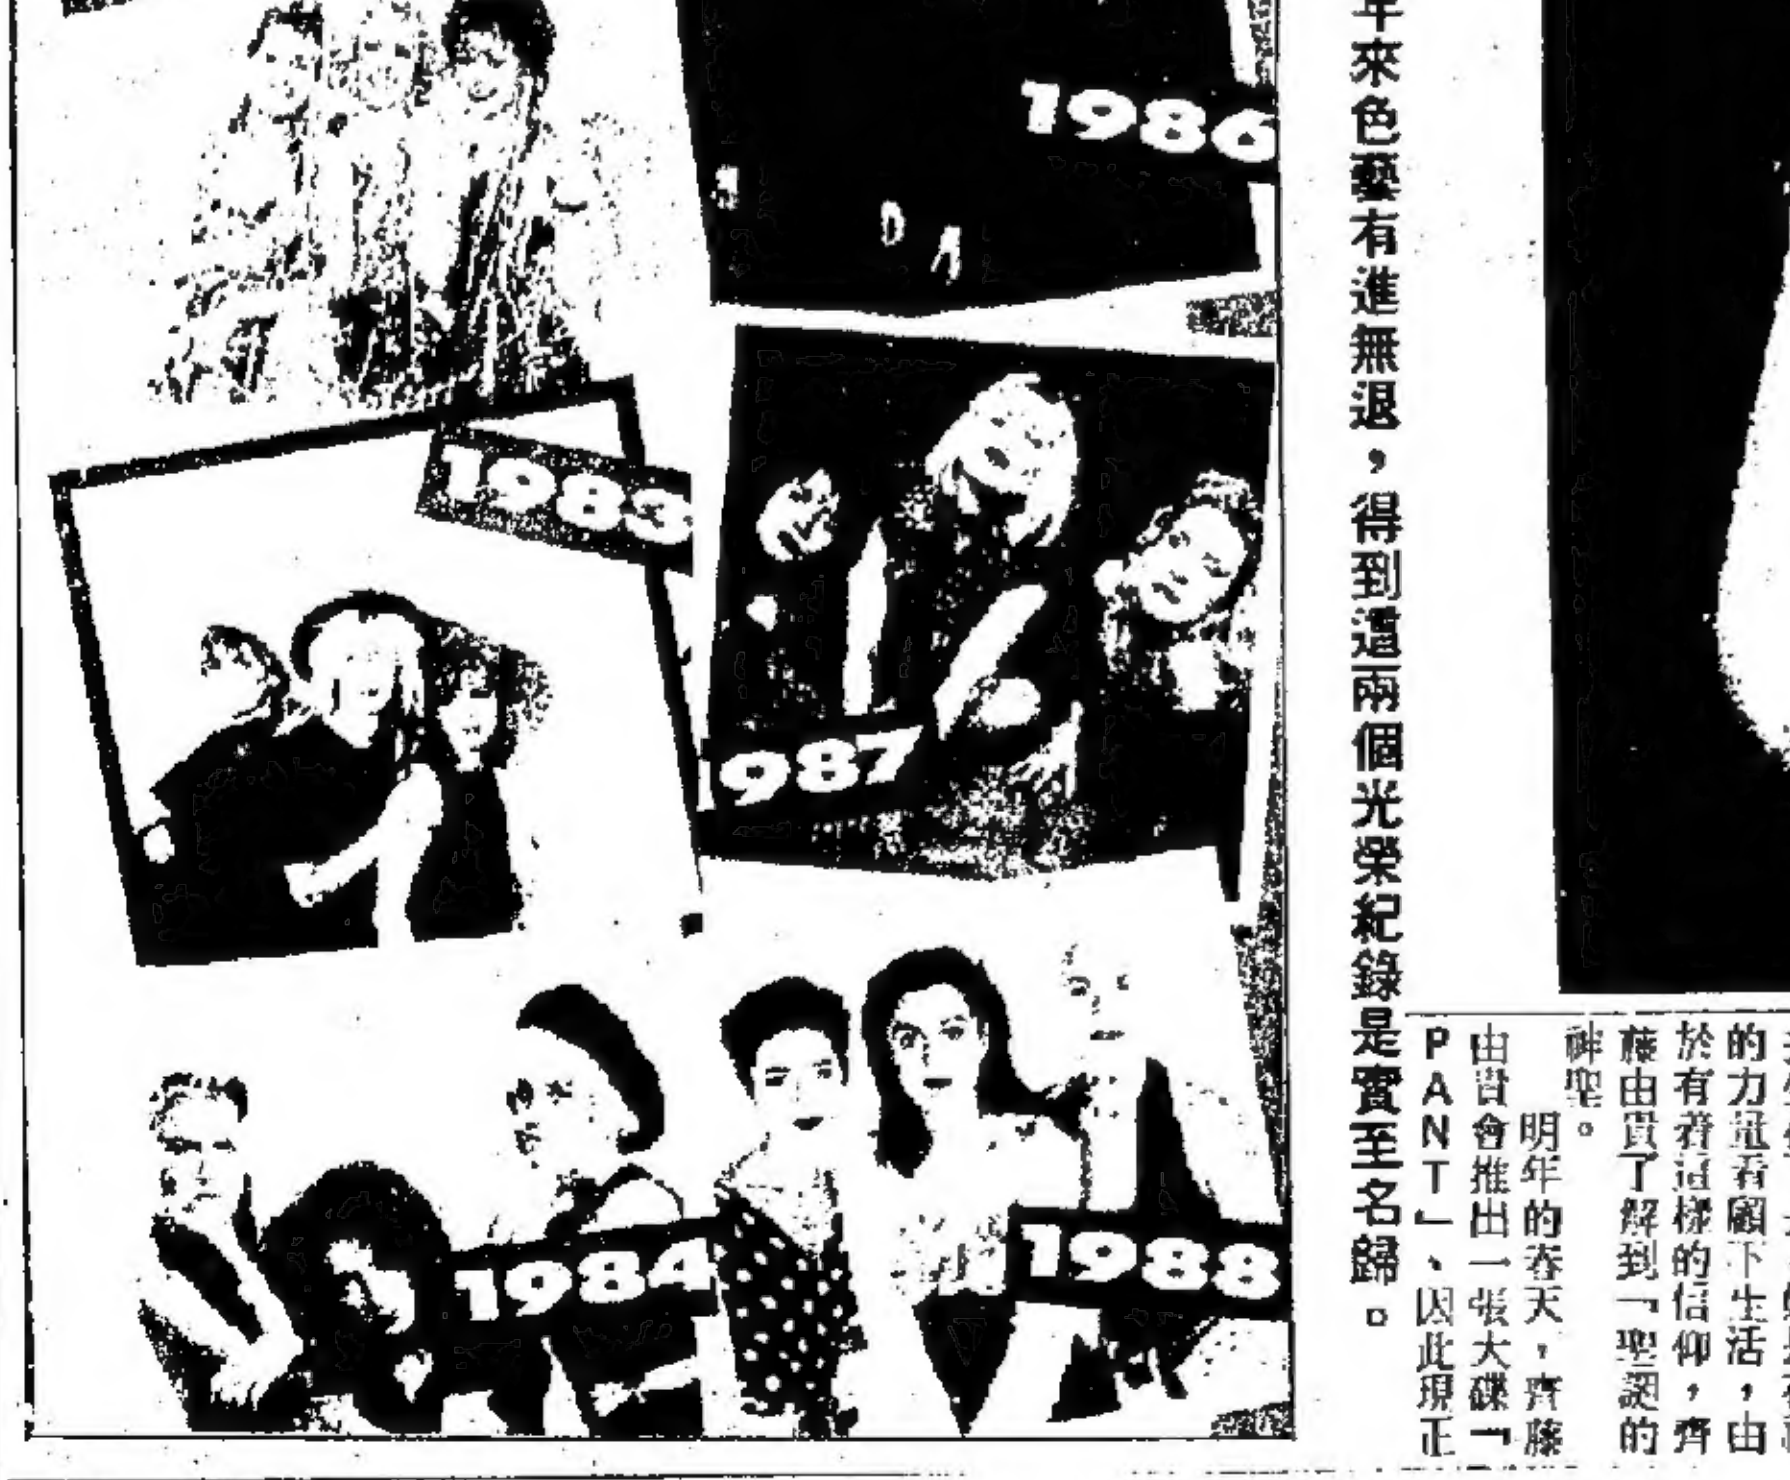 1986
1983
1987
1984
1988
年來色藝有進無退，得到這兩個光榮紀錄是實至名歸。
的力量看顧下生活，由
於有着這樣的信仰，齊
藤由貴了解到「聖誕的
神聖。
明年的春天，齊藤
由貴會推出一張大碟「
PANT」、因此現正